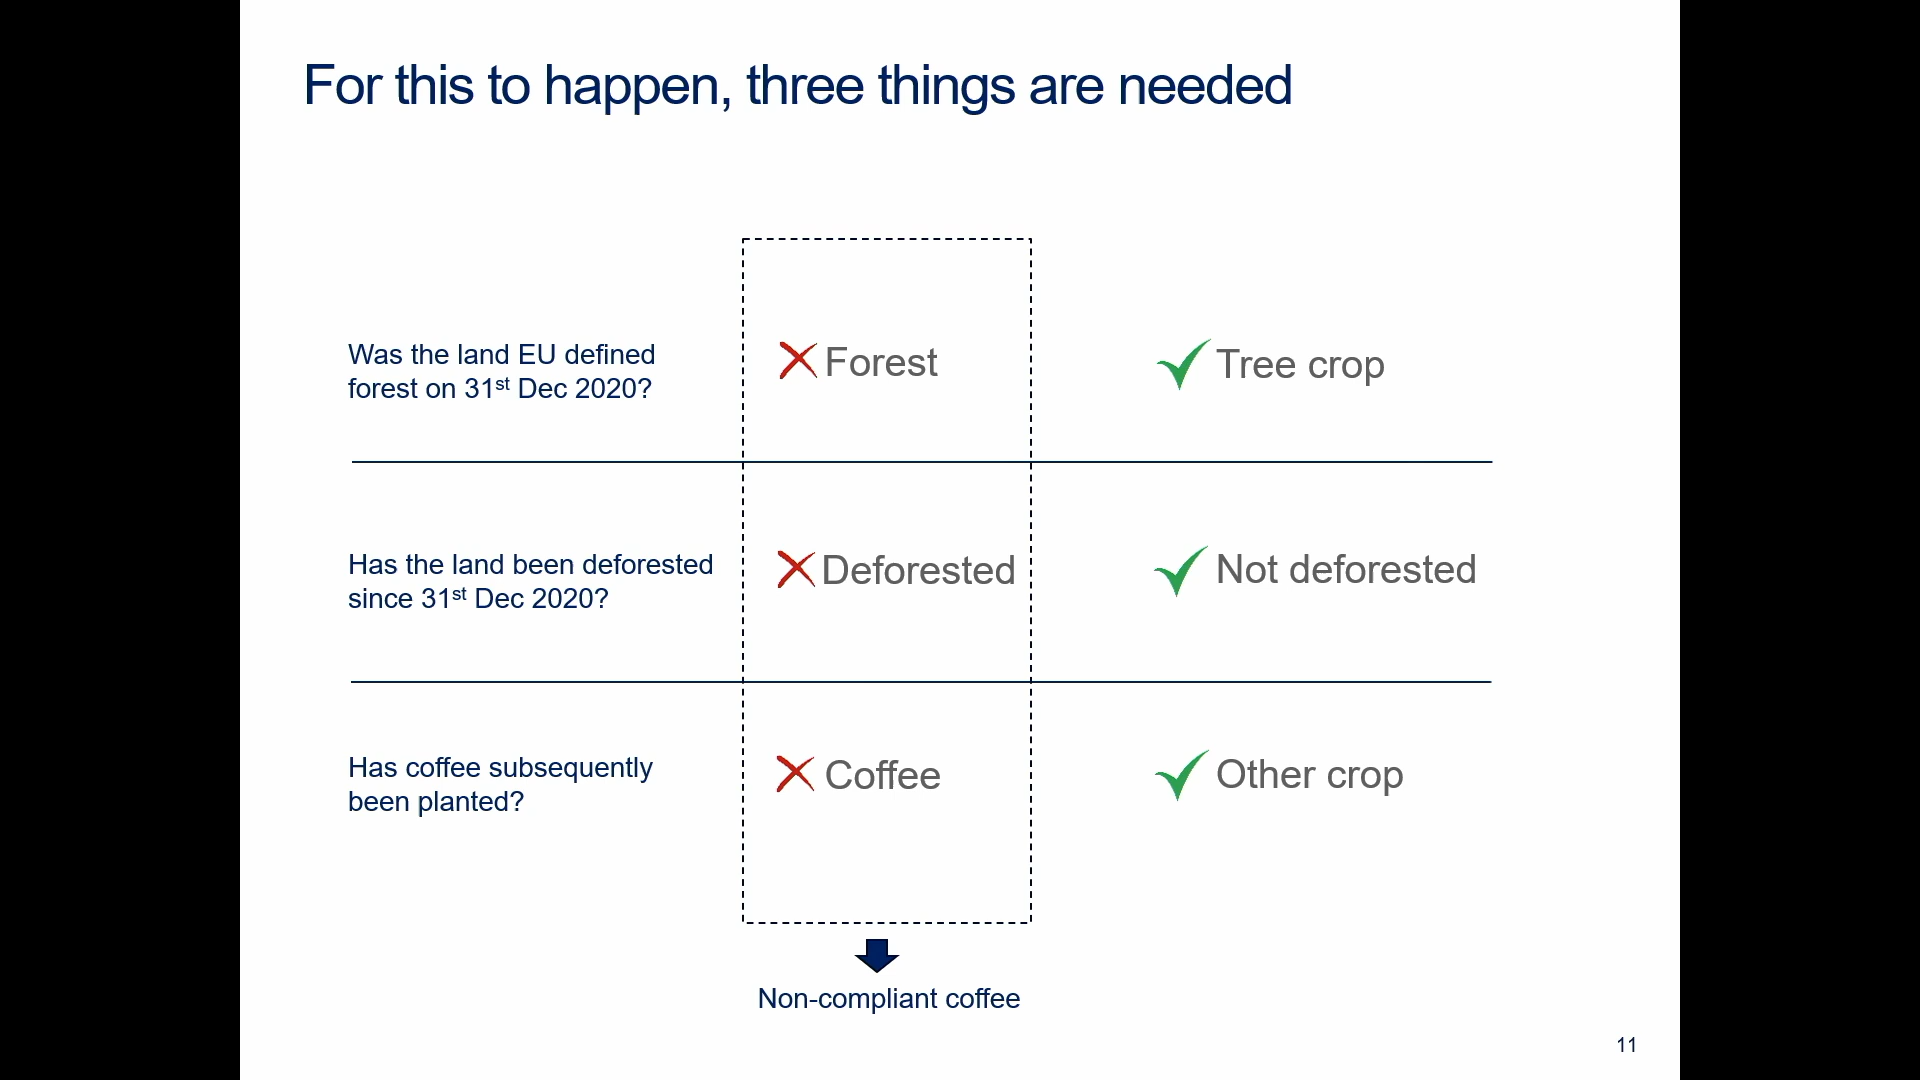 For this to happen, three things are needed
Was the land EU defined
forest on 31st Dec 2020?
Forest
Tree crop
Has the land been deforested
since 31st Dec 2020?
Deforested
Not deforested
Has coffee subsequently
been planted?
Coffee
Other crop
Non-compliant coffee
11